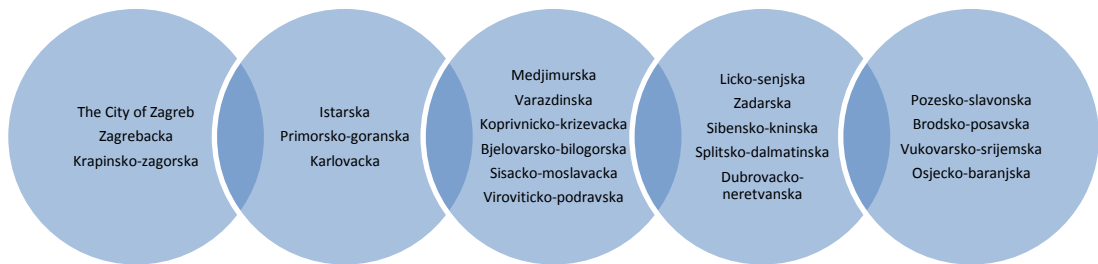 The City of Zagreb
Zagrebacka
Krapinsko-zagorska
Istarska
Primorsko-goranska
Karlovacka
Medjimurska
Varazdinska
Koprivnicko-krizevacka
Bjelovarsko-bilogorska
Sisacko-moslavacka
Viroviticko-podravska
Licko-senjska
Zadarska
Sibensko-kninska
Splitsko-dalmatinska
Dubrovacko-
neretvanska
Pozesko-slavonska
Brodsko-posavska
Vukovarsko-srijemska
Osjecko-baranjska